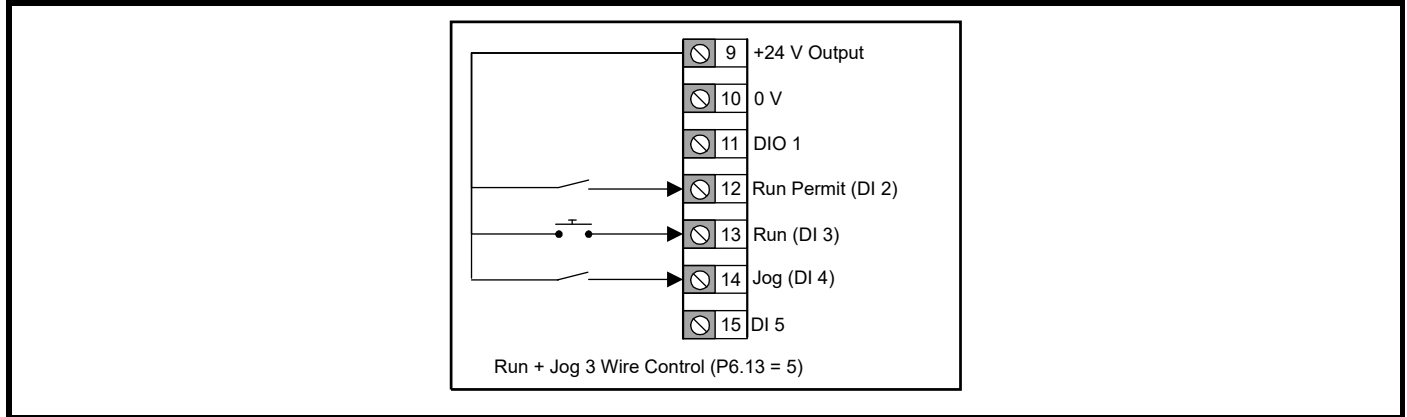 9 +24 V Output
10 0 V
11 DIO 1
12 Run Permit (DI 2)
13 Run (DI 3)
14 Jog (DI 4)
15 DI 5
Run + Jog 3 Wire Control (P6.13 = 5)